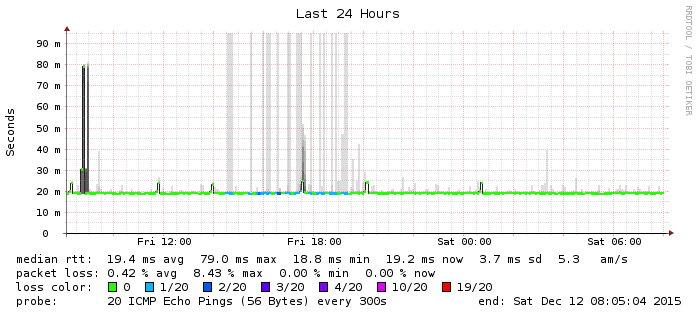 Last 24 Hours
RRDTOOL / TOBI OETIKER
Seconds
90 m
80 m
70 m
60 m
50 m
40 m
30 m
20 m
10 m
0
Fri 12:00 Fri 18:00 Sat 00:00 Sat 06:00
median rtt: 19.4 ms avg 79.0 ms max 18.8 ms min 19.2 ms now 3.7 ms sd 5.3 am/s
packet loss: 0.42 % avg 8.43 % max 0.00 % min 0.00 % now
loss color: 0 1/20 2/20 3/20 4/20 10/20 19/20
probe: 20 ICMP Echo Pings (56 Bytes) every 300s end: Sat Dec 12 08:05:04 2015